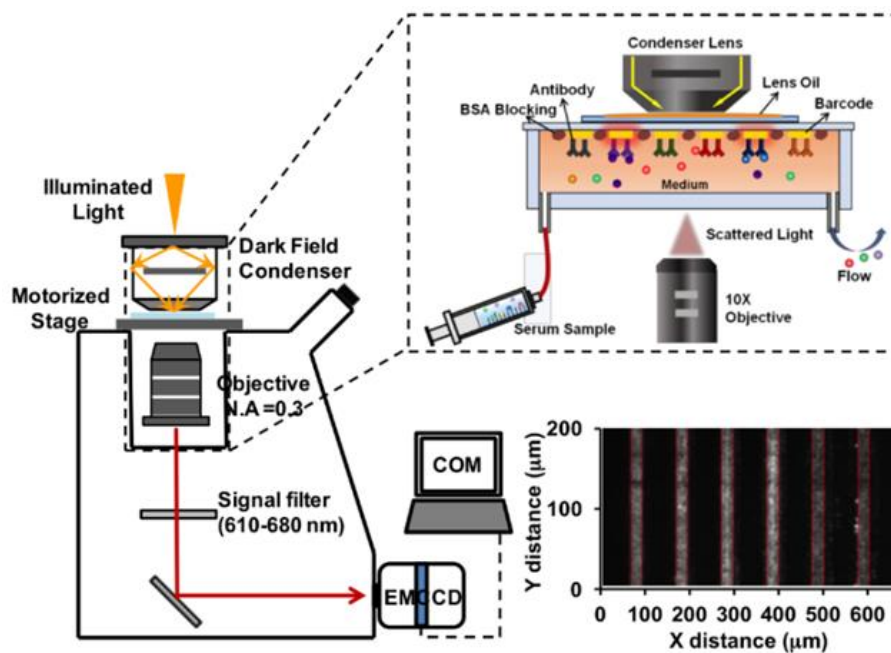 Condenser Lens
Antibody
Lens Oil
BSA Blocking
Barcode
Medium
Scattered Light
Flow
10X
Objective
Serum Sample
Illuminated
Light
Dark Field
Condenser
Motorized
Stage
Objective
N.A =0.3
Signal filter
(610-680 nm)
COM
EMCCD
Y distance (μm)
200
100
0
0 100 200 300 400 500 600
X distance (μm)